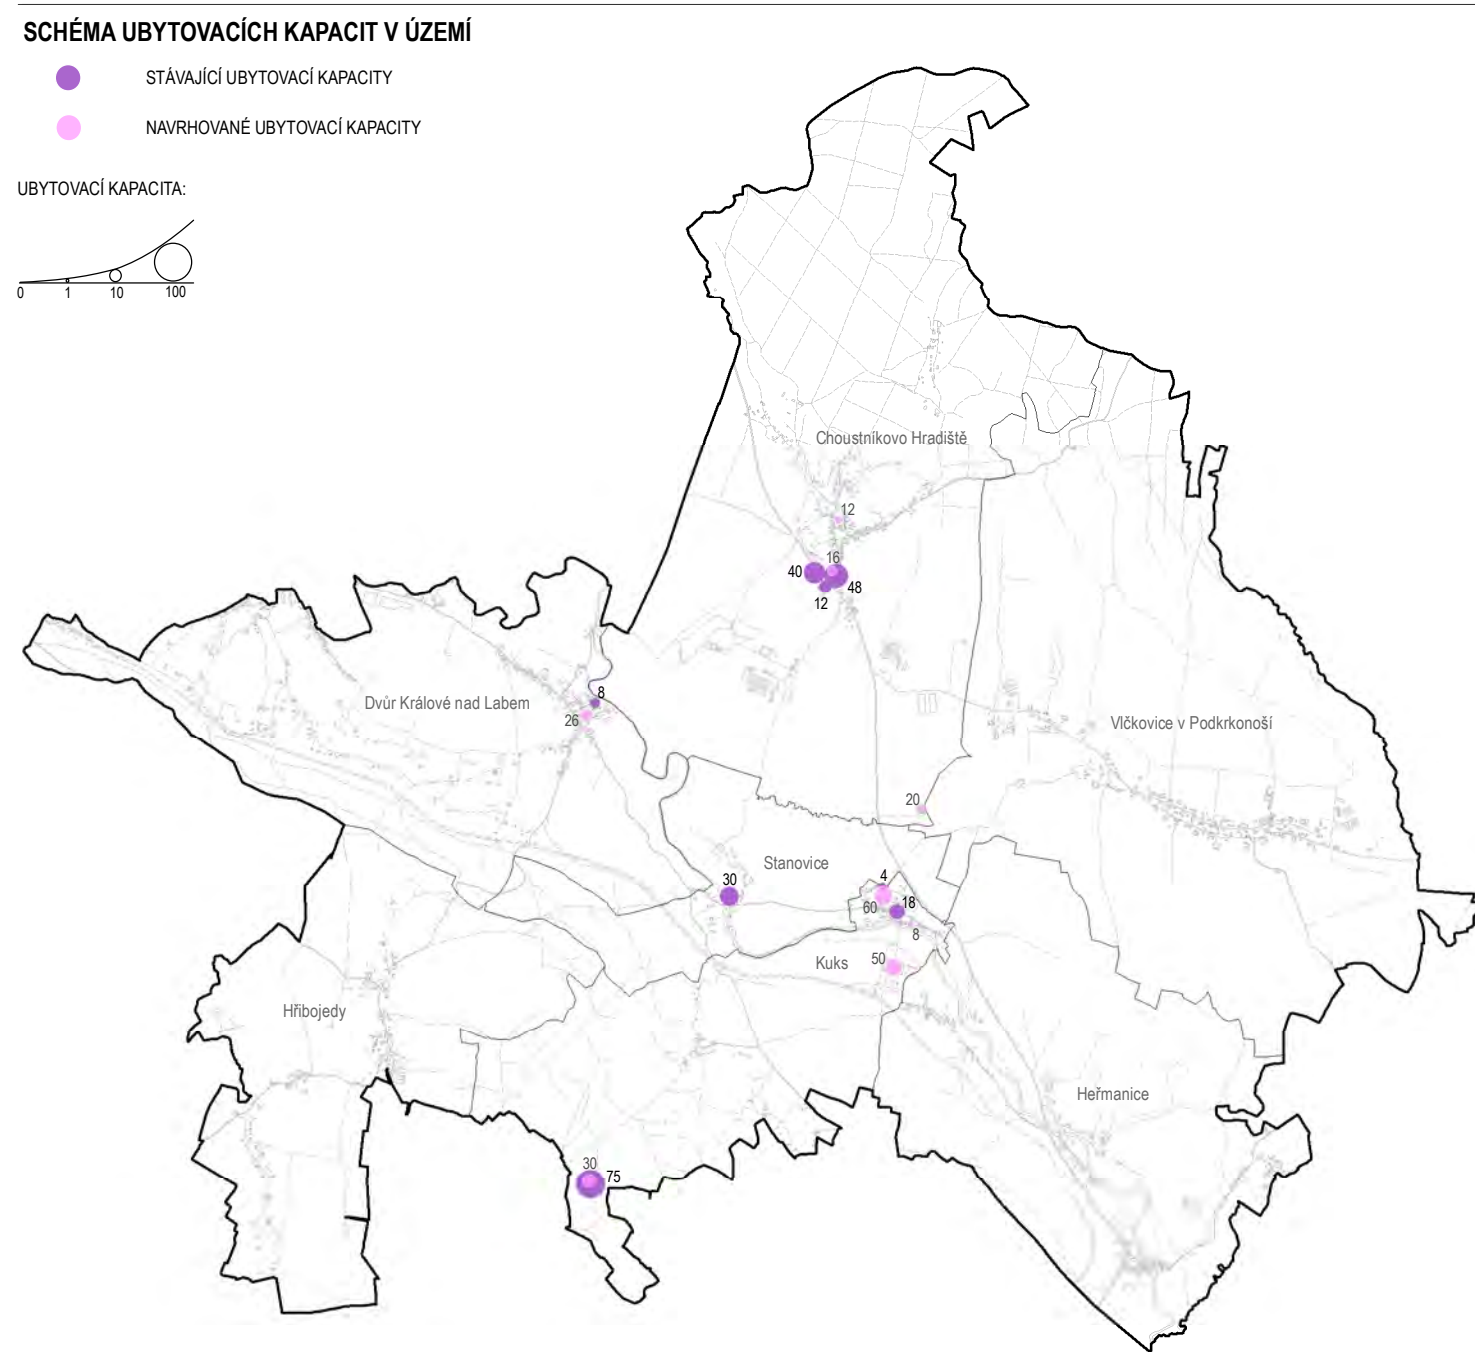 SCHÉMA UBYTOVACÍCH KAPACIT V ÚZEMÍ
STÁVAJÍCÍ UBYTOVACÍ KAPACITY
NAVRHOVANÉ UBYTOVACÍ KAPACITY
UBYTOVACÍ KAPACITA:
0 1 10 100
Choustníkovo Hradiště
12
16
40
48
12
8
Dvůr Králové nad Labem
26
Vlčkovice v Podkrkonoší
20
Stanovice
30
4
60
18
8
50
Kuks
Hřibojedy
Heřmanice
30
75